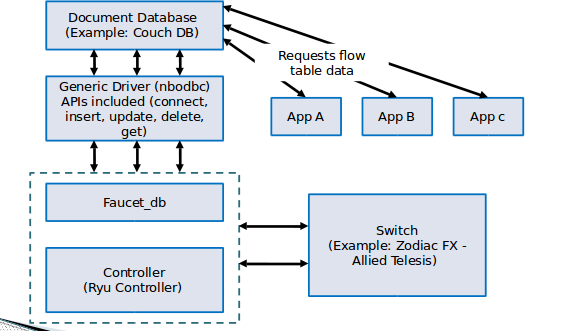 Document Database
(Example: Couch DB)
Requests flow
table data
Generic Driver (nbodbc)
APIs included (connect,
insert, update, delete,
get)
App A
App B
App c
Faucet_db
Switch
(Example: Zodiac FX -
Allied Telesis)
Controller
(Ryu Controller)